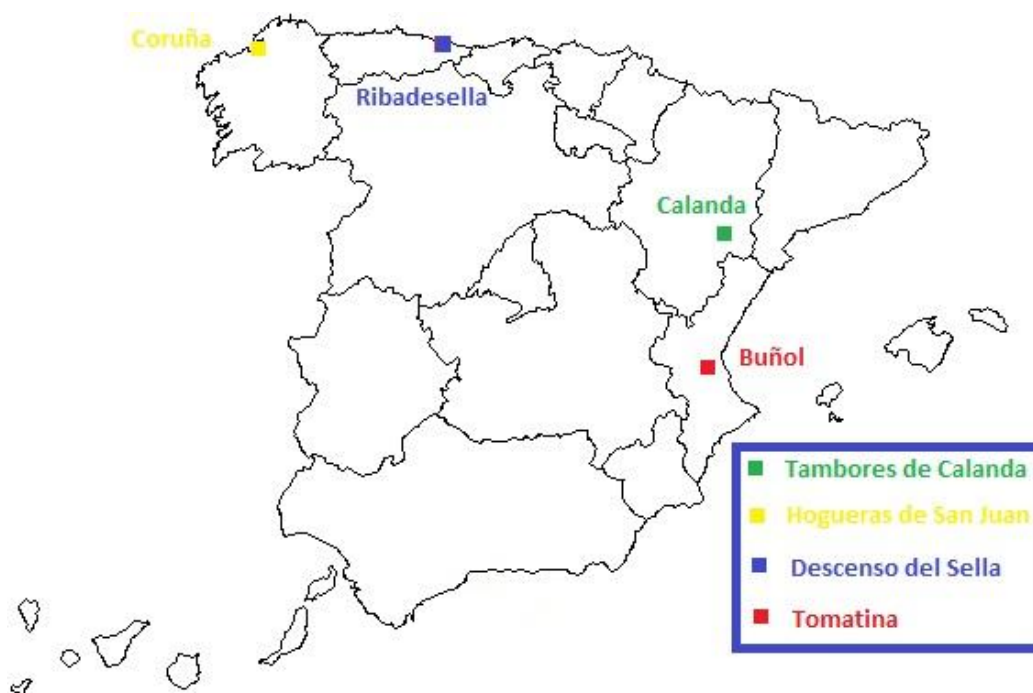 Coruña
Ribadesella
Calanda
Buñol
Tambores de Calanda
Hogueras de San Juan
Descenso del Sella
Tomatina